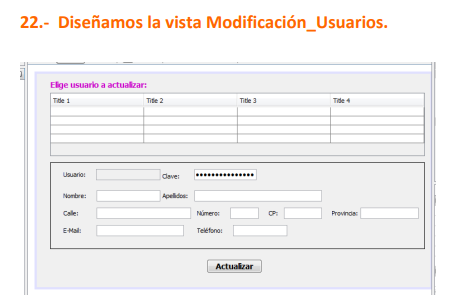 22.- Diseñamos la vista Modificación_Usuarios.
Elige usuario a actualizar:
Title 1 Title 2 Title 3 Title 4
Usuario: Clave: •••••••••••••••
Nombre: Apellidos:
Calle: Número: CP: Provincia:
E-Mail: Teléfono:
Actualizar